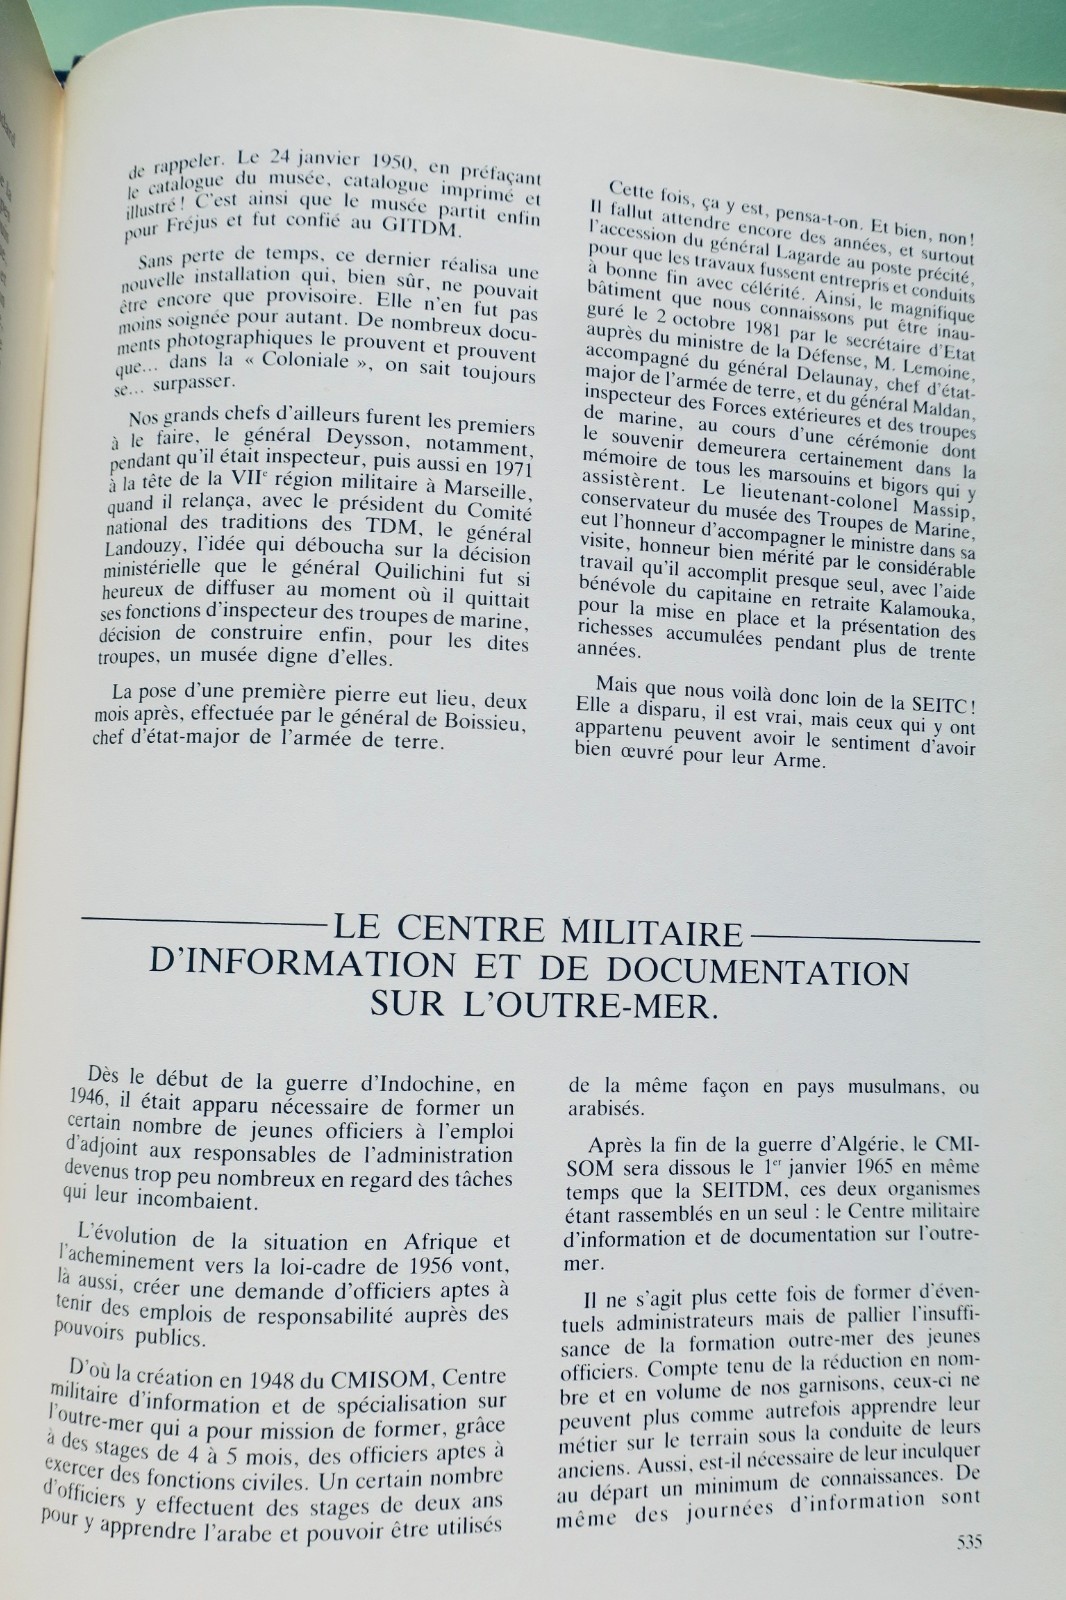 de rappeler. Le 24 janvier 1950, en préfaçant
le catalogue du musée, catalogue imprimé et
illustré ! C'est ainsi que le musée partit enfin
pour Fréjus et fut confié au GITDM.
Sans perte de temps, ce dernier réalisa une
nouvelle installation qui, bien sûr, ne pouvait
être encore que provisoire. Elle n'en fut pas
moins soignée pour autant. De nombreux docu-
ments photographiques le prouvent et prouvent
que... dans la « Coloniale », on sait toujours
se... surpasser.
Nos grands chefs d'ailleurs furent les premiers
à le faire, le général Deysson, notamment,
pendant qu'il était inspecteur, puis aussi en 1971
à la tête de la VIIe région militaire à Marseille,
quand il relança, avec le président du Comité
national des traditions des TDM, le général
Landouzy, l'idée qui déboucha sur la décision
ministérielle que le général Quilichini fut si
heureux de diffuser au moment où il quittait
ses fonctions d'inspecteur des troupes de marine,
décision de construire enfin, pour les dites
troupes, un musée digne d'elles.
La pose d'une première pierre eut lieu, deux
mois après, effectuée par le général de Boissieu,
chef d'état-major de l'armée de terre.
Cette fois, ça y est, pensa-t-on. Et bien, non !
Il fallut attendre encore des années, et surtout
l'accession du général Lagarde au poste précité,
pour que les travaux fussent entrepris et conduits
à bonne fin avec célérité. Ainsi, le magnifique
bâtiment que nous connaissons put être inau-
guré le 2 octobre 1981 par le secrétaire d'Etat
auprès du ministre de la Défense, M. Lemoine,
accompagné du général Delaunay, chef d'état-
major de l'armée de terre, et du général Maldan,
inspecteur des Forces extérieures et des troupes
de marine, au cours d'une cérémonie dont
le souvenir demeurera certainement dans la
mémoire de tous les marsouins et bigors qui y
assistèrent. Le lieutenant-colonel Massip,
conservateur du musée des Troupes de Marine,
eut l'honneur d'accompagner le ministre dans sa
visite, honneur bien mérité par le considérable
travail qu'il accomplit presque seul, avec l'aide
bénévole du capitaine en retraite Kalamouka,
pour la mise en place et la présentation des
richesses accumulées pendant plus de trente
années.
Mais que nous voilà donc loin de la SEITC !
Elle a disparu, il est vrai, mais ceux qui y ont
appartenu peuvent avoir le sentiment d'avoir
bien œuvré pour leur Arme.
LE CENTRE MILITAIRE
D'INFORMATION ET DE DOCUMENTATION
SUR L'OUTRE-MER.
Dès le début de la guerre d'Indochine, en
1946, il était apparu nécessaire de former un
certain nombre de jeunes officiers à l'emploi
d'adjoint aux responsables de l'administration
devenus trop peu nombreux en regard des tâches
qui leur incombaient.
L'évolution de la situation en Afrique et
l'acheminement vers la loi-cadre de 1956 vont,
là aussi, créer une demande d'officiers aptes à
tenir des emplois de responsabilité auprès des
pouvoirs publics.
D'où la création en 1948 du CMISOM, Centre
militaire d'information et de spécialisation sur
l'outre-mer qui a pour mission de former, grâce
à des stages de 4 à 5 mois, des officiers aptes à
exercer des fonctions civiles. Un certain nombre
d'officiers y effectuent des stages de deux ans
pour y apprendre l'arabe et pouvoir être utilisés
de la même façon en pays musulmans, ou
arabisés.
Après la fin de la guerre d'Algérie, le CMI-
SOM sera dissous le 1er janvier 1965 en même
temps que la SEITDM, ces deux organismes
étant rassemblés en un seul : le Centre militaire
d'information et de documentation sur l'outre-
mer.
Il ne s'agit plus cette fois de former d'éven-
tuels administrateurs mais de pallier l'insuffi-
sance de la formation outre-mer des jeunes
officiers. Compte tenu de la réduction en nom-
bre et en volume de nos garnisons, ceux-ci ne
peuvent plus comme autrefois apprendre leur
métier sur le terrain sous la conduite de leurs
anciens. Aussi, est-il nécessaire de leur inculquer
au départ un minimum de connaissances. De
même des journées d'information sont
535